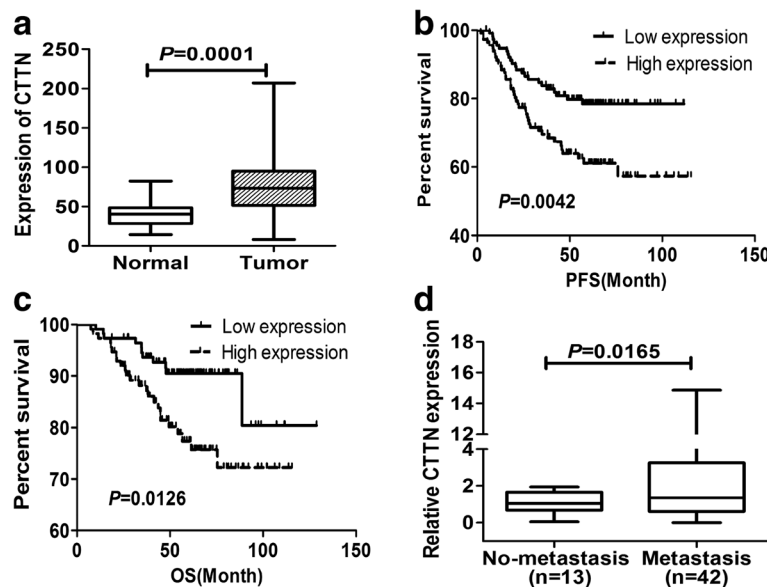 a
P=0.0001
Expression of CTTN
250
200
150
100
50
0
Normal
Tumor
b
Low expression
High expression
Percent survival
100
80
60
40
P=0.0042
0
50
100
150
PFS(Month)
c
Low expression
High expression
Percent survival
100
90
80
70
60
P=0.0126
0
50
100
150
OS(Month)
d
P=0.0165
Relative CTTN expression
18
16
14
12
4
2
0
No-metastasis
(n=13)
Metastasis
(n=42)